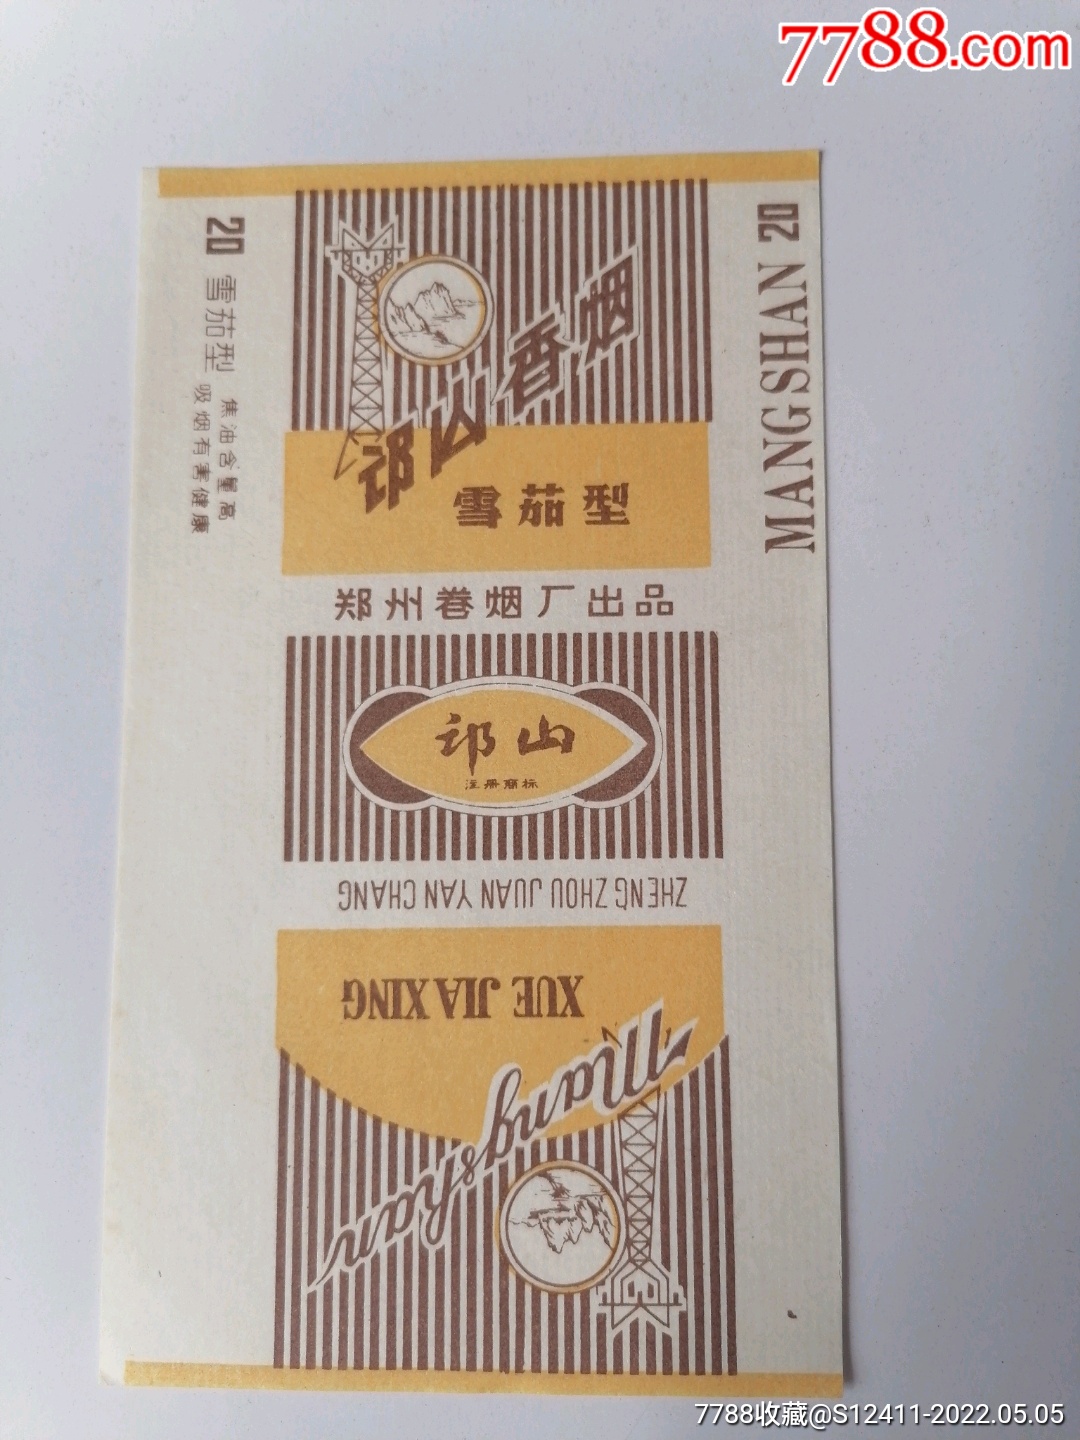 7788.com
20 雪茄型
焦油含量高
吸烟有害健康
邙山香烟
雪茄型
MANG SHAN 20
郑州卷烟厂出品
邙山
注册商标
ZHENG ZHOU JUAN YAN CHANG
XUE JIA XING
Mangshan
7788收藏@S12411-2022.05.05